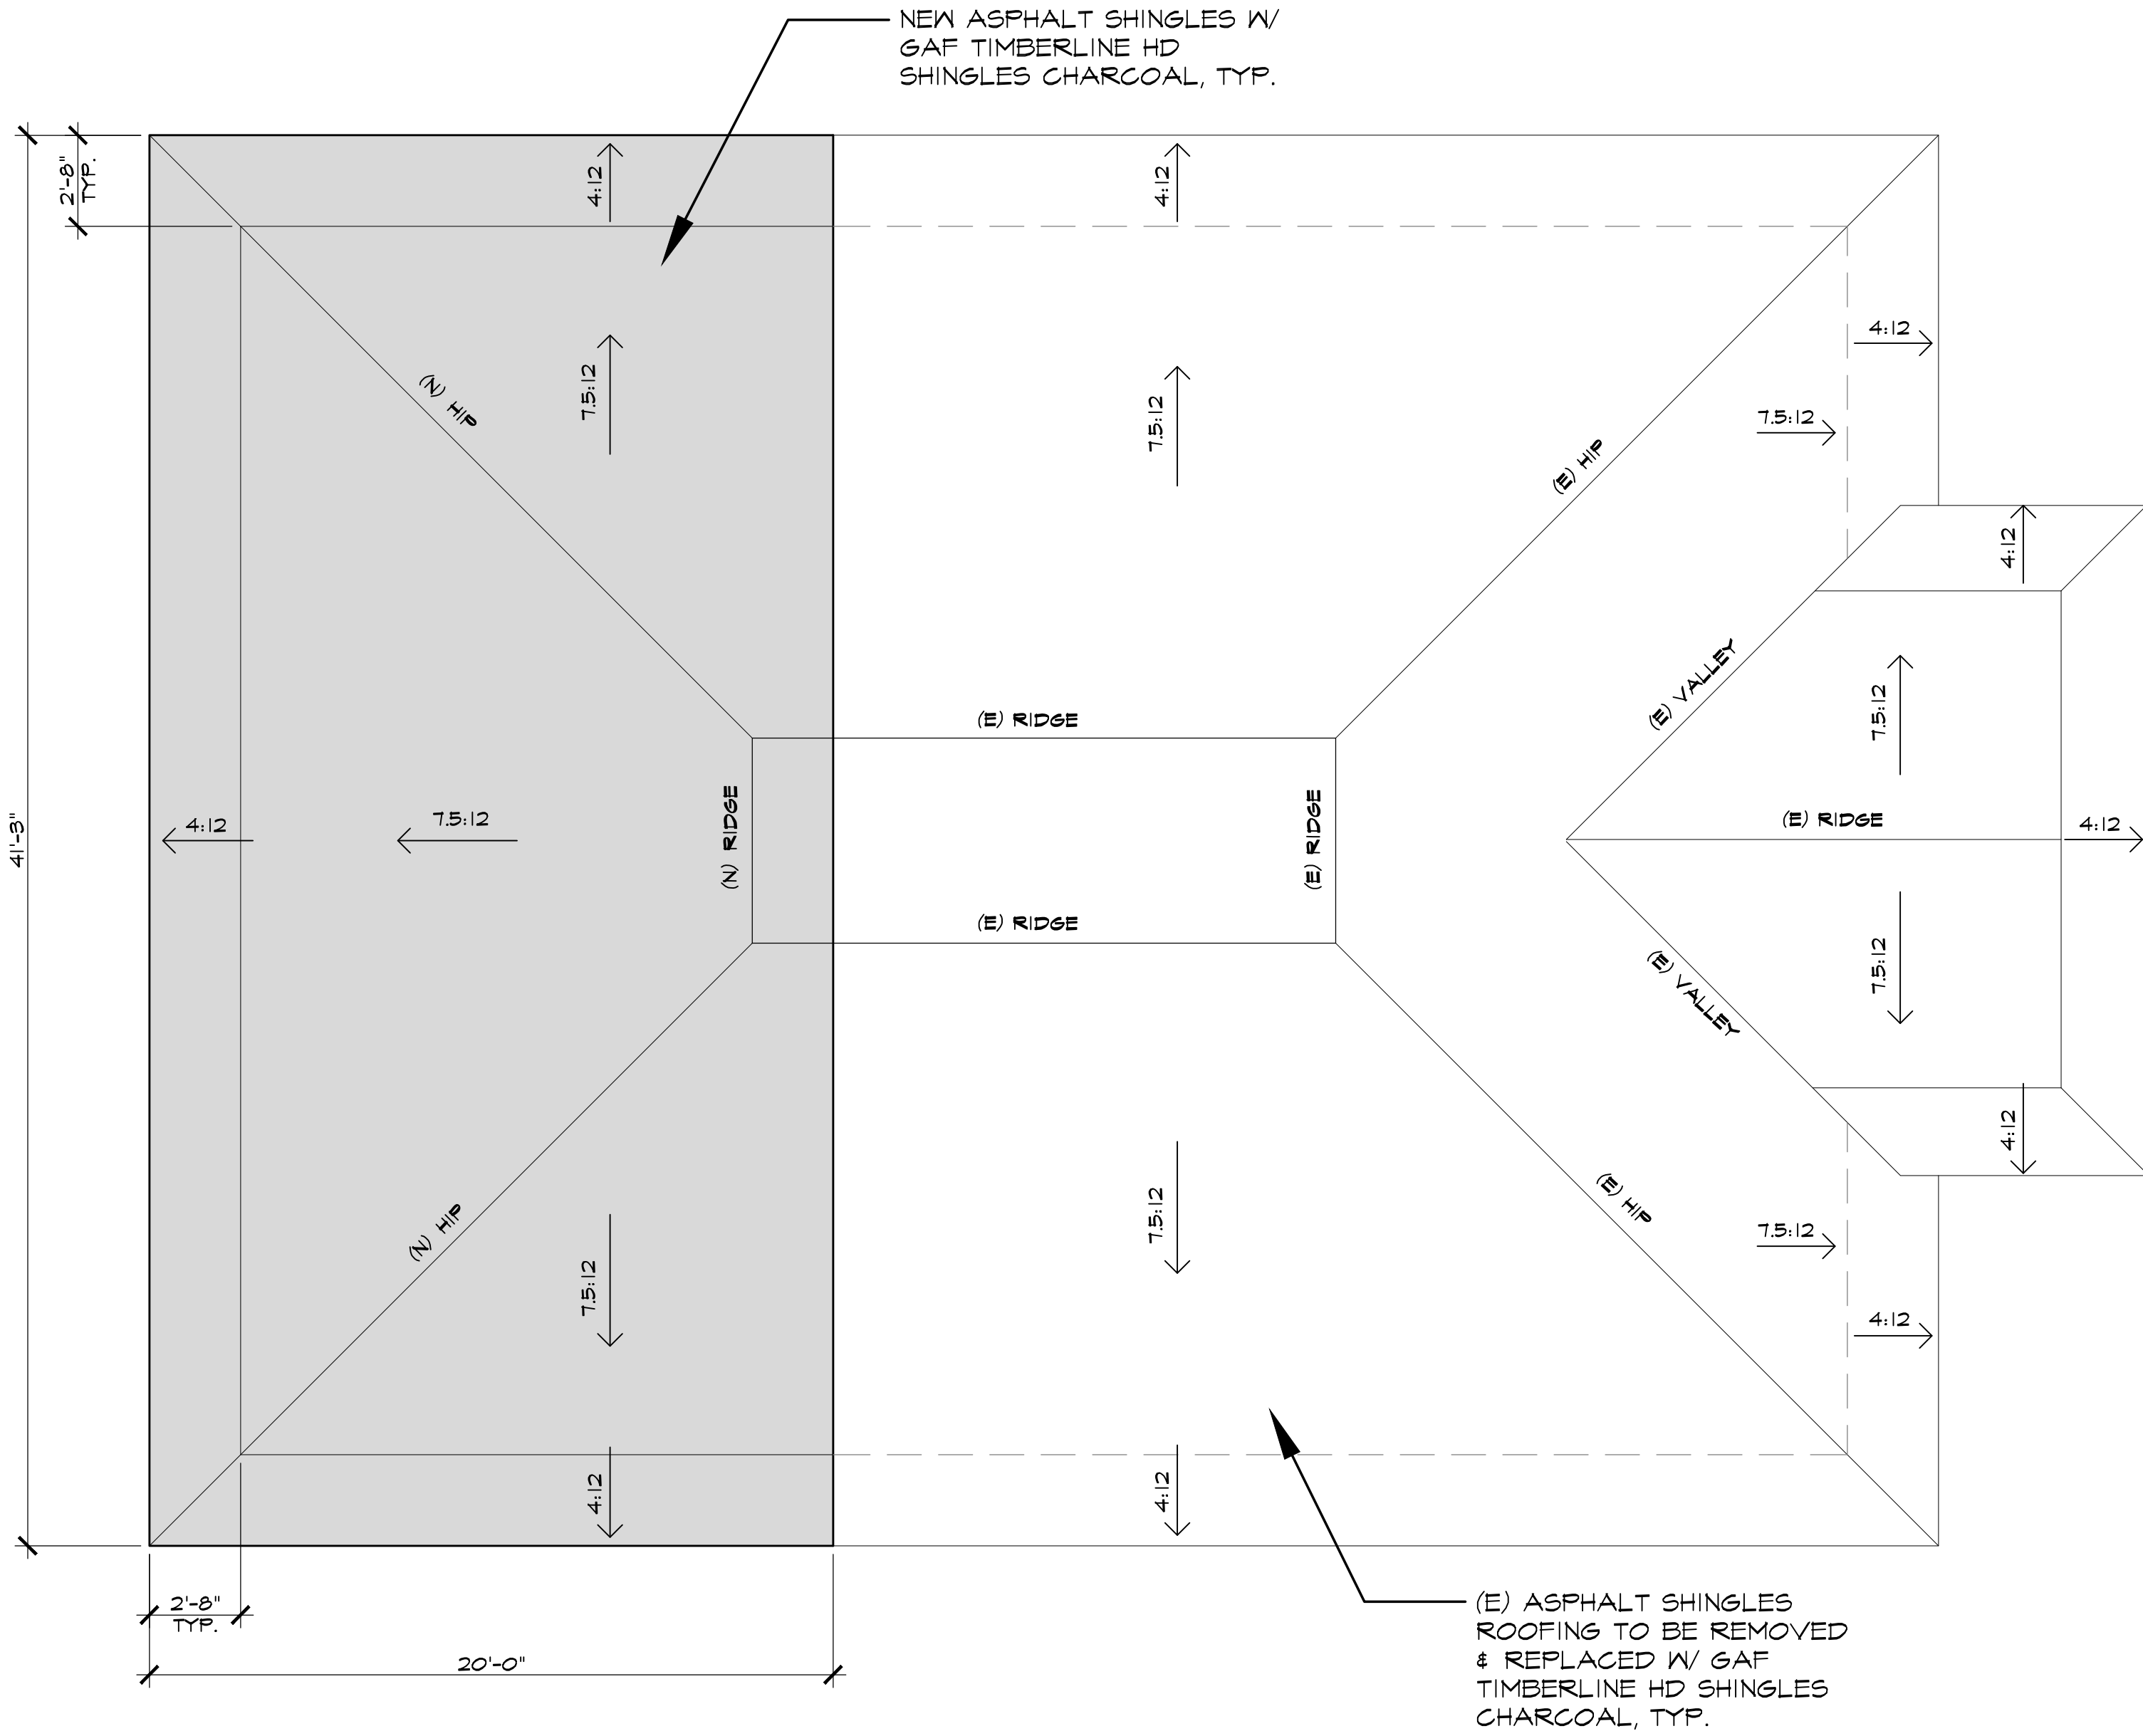 NEW ASPHALT SHINGLES W/
GAF TIMBERLINE HD
SHINGLES CHARCOAL, TYP.
2'-8"
TYP.
4:12
4:12
4:12
7.5:12
7.5:12
7.5:12
(N) HIP
(E) HIP
4:12
(E) VALLEY
7.5:12
(E) RIDGE
41'-3"
4:12
7.5:12
(N) RIDGE
(E) RIDGE
(E) RIDGE
4:12
(E) RIDGE
7.5:12
(E) VALLEY
4:12
(N) HIP
7.5:12
7.5:12
(E) HIP
7.5:12
4:12
4:12
4:12
2'-8"
TYP.
20'-0"
(E) ASPHALT SHINGLES
ROOFING TO BE REMOVED
& REPLACED W/ GAF
TIMBERLINE HD SHINGLES
CHARCOAL, TYP.